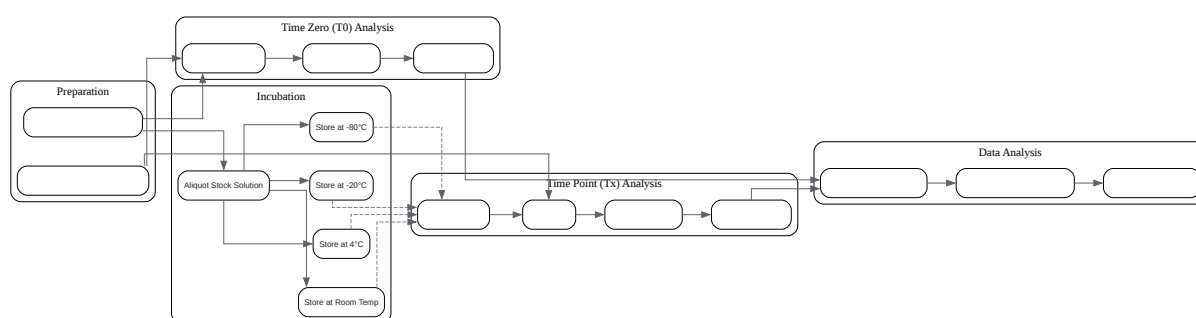 Time Zero (T0) Analysis
Preparation
Incubation
Store at -80°C
Aliquot Stock Solution
Store at -20°C
Store at 4°C
Store at Room Temp
Time Point (Tx) Analysis
Data Analysis